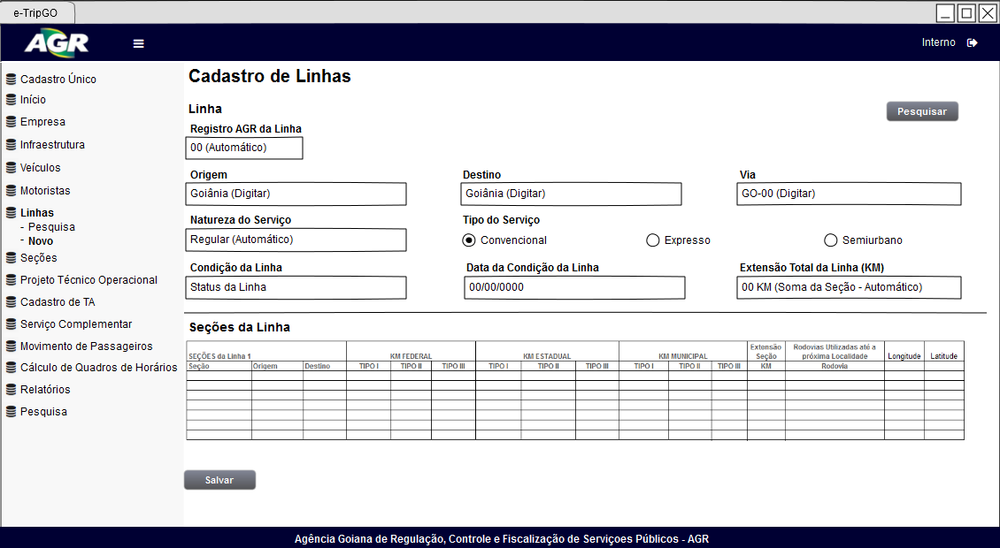 e-TripGO
AGR
Interno
Cadastro Único
Início
Empresa
Infraestrutura
Veículos
Motoristas
Linhas
- Pesquisa
- Novo
Seções
Projeto Técnico Operacional
Cadastro de TA
Serviço Complementar
Movimento de Passageiros
Cálculo de Quadros de Horários
Relatórios
Pesquisa
Cadastro de Linhas
Linha
Pesquisar
Registro AGR da Linha
00 (Automático)
Origem Destino Via
Goiânia (Digitar) Goiânia (Digitar) GO-00 (Digitar)
Natureza do Serviço Tipo do Serviço
Regular (Automático) Convencional Expresso Semiurbano
Condição da Linha Data da Condição da Linha Extensão Total da Linha (KM)
Status da Linha 00/00/0000 00 KM (Soma da Seção - Automático)
Seções da Linha
SEÇÕES da Linha 1 KM FEDERAL KM ESTADUAL KM MUNICIPAL Extensão Seção Rodovias Utilizadas até a próxima Localidade Longitude Latitude
Seção Origem Destino TIPO I TIPO II TIPO III TIPO I TIPO II TIPO III TIPO I TIPO II TIPO III KM Rodovia
Salvar
Agência Goiana de Regulação, Controle e Fiscalização de Serviçoes Públicos - AGR